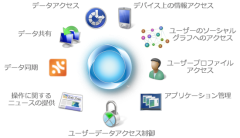 データアクセス
デバイス上の情報アクセス
データ共有
ユーザーのソーシャル
グラフへのアクセス
データ同期
ユーザープロファイル
アクセス
操作に関する
ニュースの提供
アプリケーション管理
ユーザーデータアクセス制御